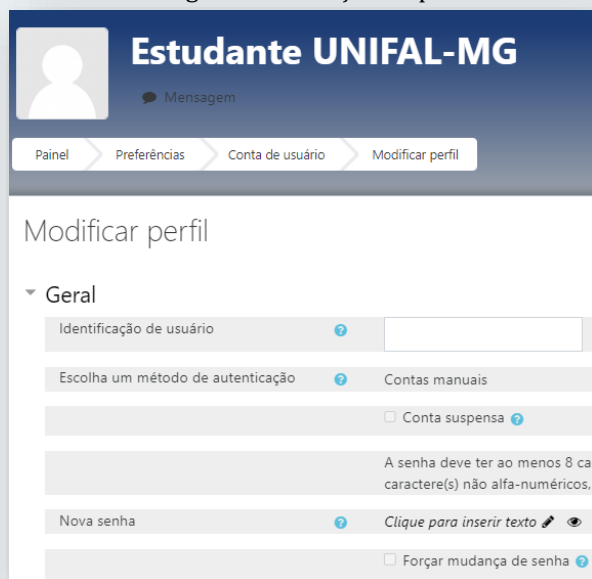 Estudante UNIFAL-MG
Mensagem
Painel Preferências Conta de usuário Modificar perfil
Modificar perfil
Geral
Identificação de usuário
Escolha um método de autenticação Contas manuais
Conta suspensa
A senha deve ter ao menos 8 ca
caractere(s) não alfa-numéricos,
Nova senha Clique para inserir texto
Forçar mudança de senha